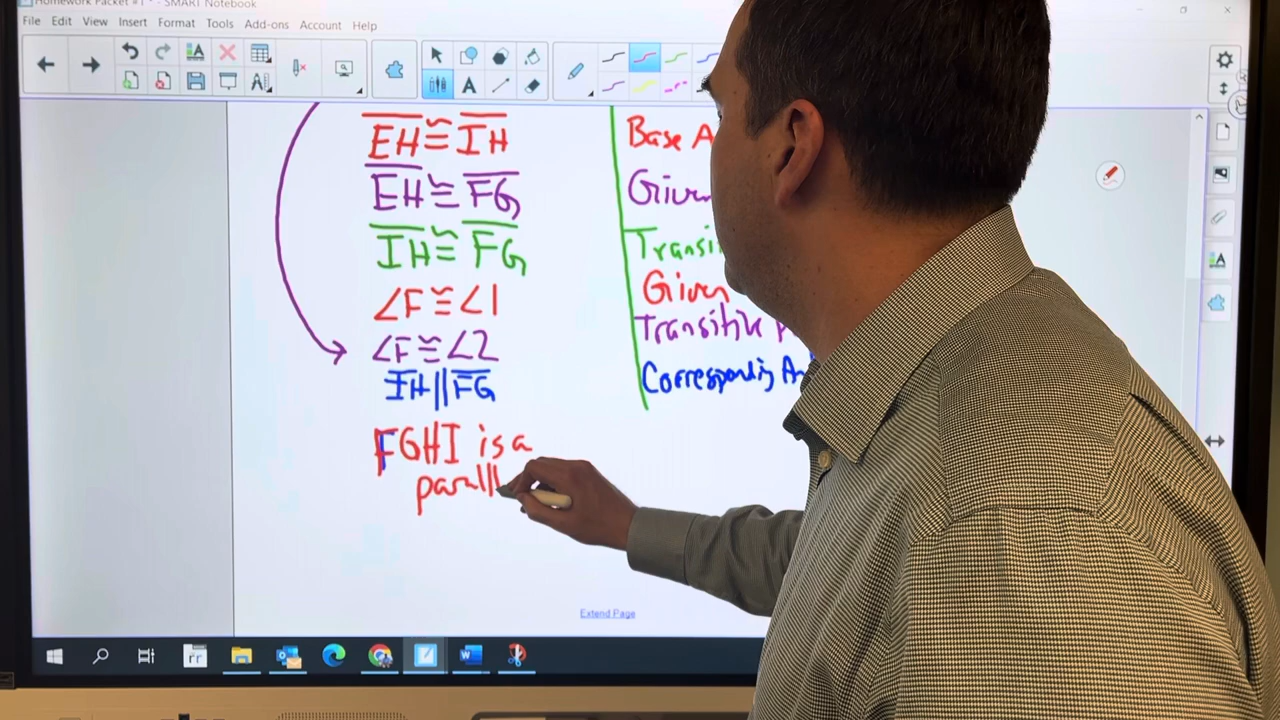 Homework Packet #1 * - SMART Notebook
File Edit View Insert Format Tools Add-ons Account Help
EH ≅ IH Base A
EH ≅ FG Given
IH ≅ FG Transi
∠F ≅ ∠1 Given
∠F ≅ ∠2 Transitive
IH || FG Corresponding
FGHI is a
parall
Extend Page